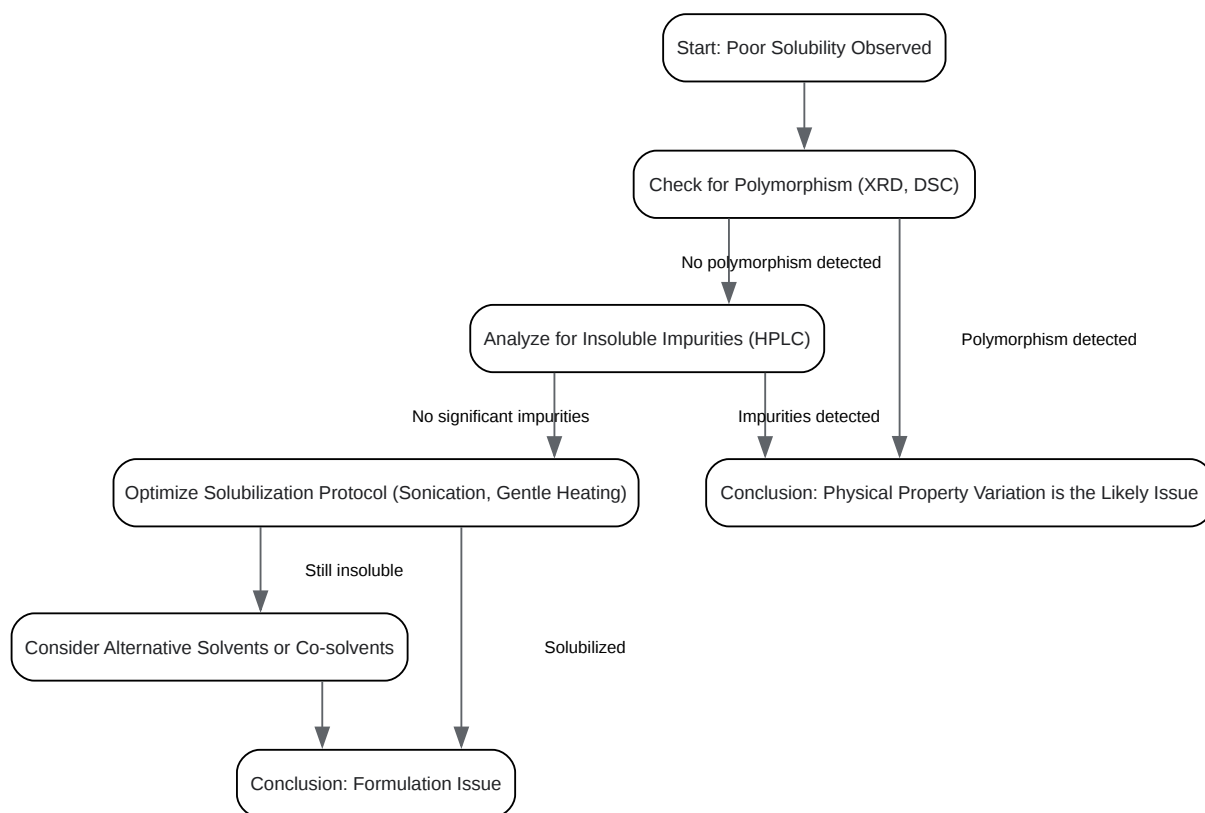 Start: Poor Solubility Observed
Check for Polymorphism (XRD, DSC)
No polymorphism detected
Analyze for Insoluble Impurities (HPLC)
Polymorphism detected
No significant impurities
Impurities detected
Optimize Solubilization Protocol (Sonication, Gentle Heating)
Conclusion: Physical Property Variation is the Likely Issue
Still insoluble
Consider Alternative Solvents or Co-solvents
Solubilized
Conclusion: Formulation Issue